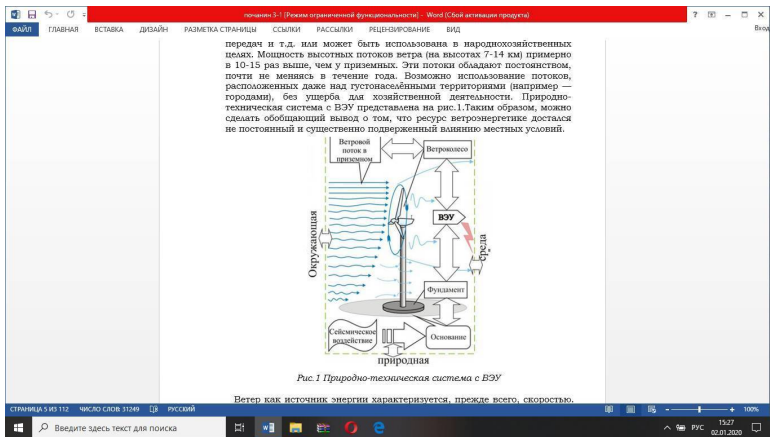 почанин 3-1 [Режим ограниченной функциональности] - Word (Сбой активации продукта)
ФАЙЛ ГЛАВНАЯ ВСТАВКА ДИЗАЙН РАЗМЕТКА СТРАНИЦЫ ССЫЛКИ РАССЫЛКИ РЕЦЕНЗИРОВАНИЕ ВИД Вход
передач и т.д. или может быть использована в народнохозяйственных
целях. Мощность высотных потоков ветра (на высотах 7-14 км) примерно
в 10-15 раз выше, чем у приземных. Эти потоки обладают постоянством,
почти не меняясь в течение года. Возможно использование потоков,
расположенных даже над густонаселёнными территориями (например —
городами), без ущерба для хозяйственной деятельности. Природно-
техническая система с ВЭУ представлена на рис.1.Таким образом, можно
сделать обобщающий вывод о том, что ресурс ветроэнергетике достался
не постоянный и существенно подверженный влиянию местных условий.
Ветровой
поток в
приземном
Ветроколесо
ВЭУ
Окружающая
среда
Фундамент
Сейсмическое
воздействие
Основание
природная
Рис.1 Природно-техническая система с ВЭУ
Ветер как источник энергии характеризуется, прежде всего, скоростью.
СТРАНИЦА 5 ИЗ 112 ЧИСЛО СЛОВ: 31249 РУССКИЙ 100%
Введите здесь текст для поиска
РУС
15:27
02.01.2020